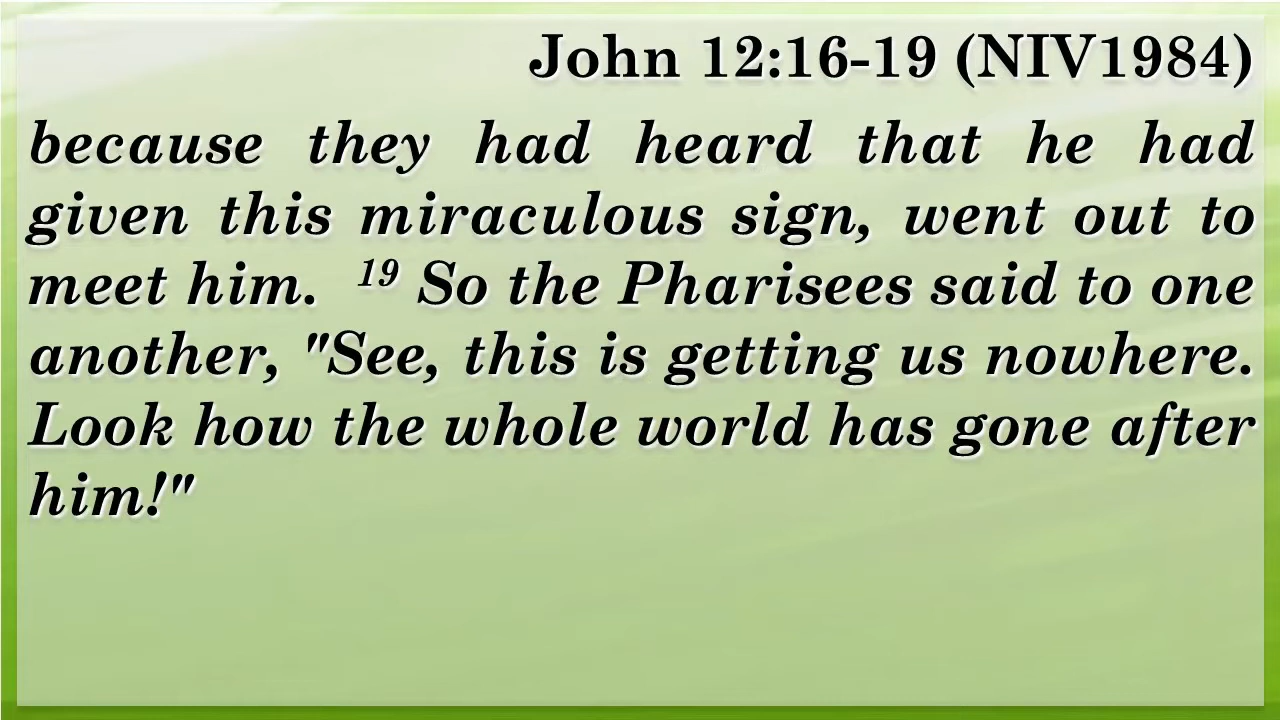 John 12:16-19 (NIV1984)
because they had heard that he had
given this miraculous sign, went out to
meet him. 19 So the Pharisees said to one
another, "See, this is getting us nowhere.
Look how the whole world has gone after
him!"